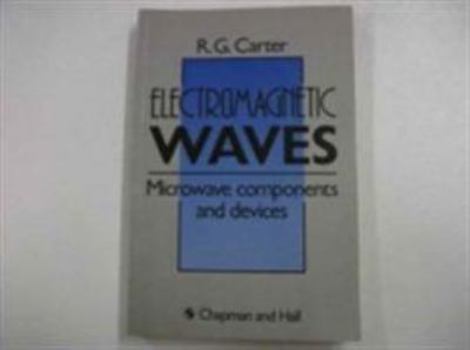 R.G. Carter
ELECTROMAGNETIC
WAVES
Microwave components
and devices
Chapman and Hall